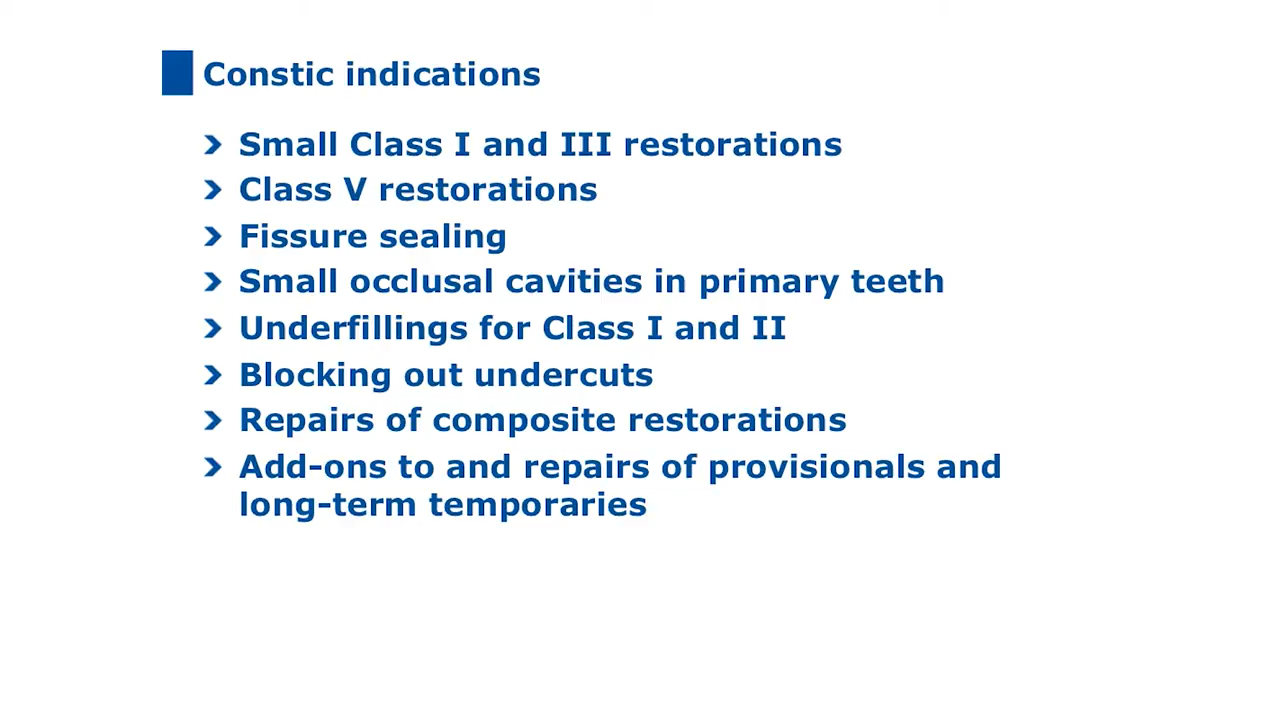 Constic indications
Small Class I and III restorations
Class V restorations
Fissure sealing
Small occlusal cavities in primary teeth
Underfillings for Class I and II
Blocking out undercuts
Repairs of composite restorations
Add-ons to and repairs of provisionals and
long-term temporaries